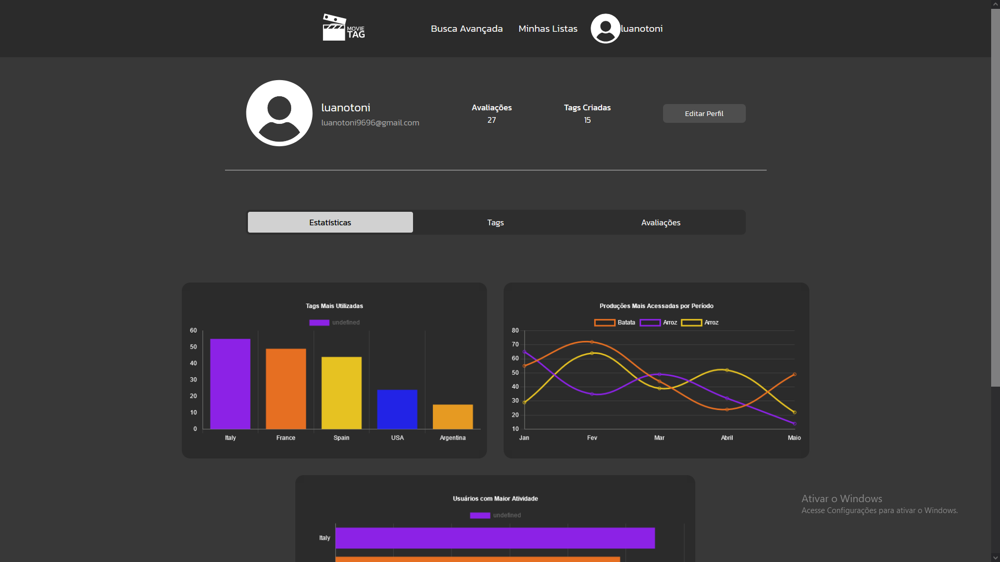 MOVIE
TAG
Busca Avançada
Minhas Listas
luanotoni
luanotoni
luanotoni9696@gmail.com
Avaliações
27
Tags Criadas
15
Editar Perfil
Estatísticas
Tags
Avaliações
Tags Mais Utilizadas
undefined
60
50
40
30
20
10
0
Italy
France
Spain
USA
Argentina
Produções Mais Acessadas por Período
Batata
Arroz
Arroz
80
70
60
50
40
30
20
10
Jan
Fev
Mar
Abril
Maio
Usuários com Maior Atividade
undefined
Italy
Ativar o Windows
Acesse Configurações para ativar o Windows.